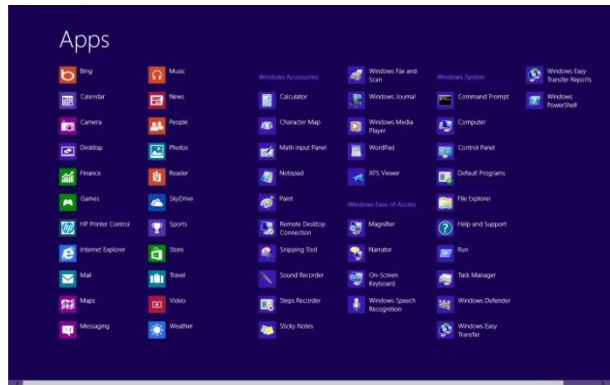 Apps
Bing
Calendar
Camera
Desktop
Finance
Games
HP Printer Control
Internet Explorer
Mail
Maps
Messaging
Music
News
People
Photos
Reader
SkyDrive
Sports
Store
Travel
Video
Weather
Windows Accessories
Calculator
Character Map
Math Input Panel
Notepad
Paint
Remote Desktop
Connection
Snipping Tool
Sound Recorder
Steps Recorder
Sticky Notes
Windows Fax and
Scan
Windows Journal
Windows Media
Player
WordPad
XPS Viewer
Windows Ease of Access
Magnifier
Narrator
On-Screen
Keyboard
Windows Speech
Recognition
Windows System
Command Prompt
Computer
Control Panel
Default Programs
File Explorer
Help and Support
Run
Task Manager
Windows Defender
Windows Easy
Transfer
Windows Easy
Transfer Reports
Windows
PowerShell